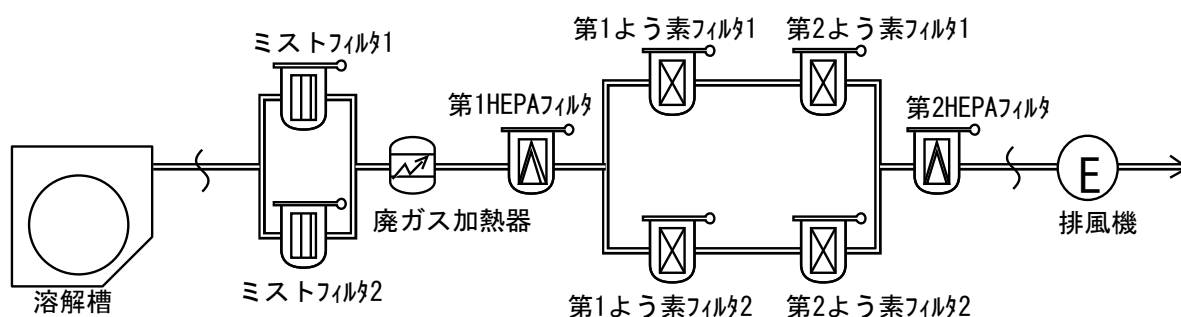 ミストフィルタ1
第1よう素フィルタ1
第2よう素フィルタ1
第1HEPAフィルタ
第2HEPAフィルタ
E
廃ガス加熱器
排風機
溶解槽
ミストフィルタ2
第1よう素フィルタ2
第2よう素フィルタ2